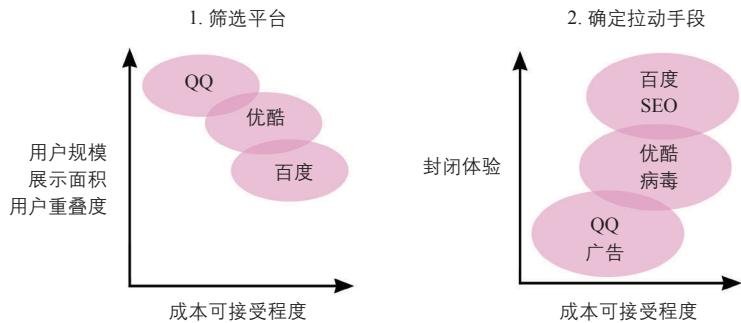 1. 筛选平台
QQ
优酷
百度
用户规模
展示面积
用户重叠度
成本可接受程度
2. 确定拉动手段
百度
SEO
优酷
病毒
QQ
广告
封闭体验
成本可接受程度